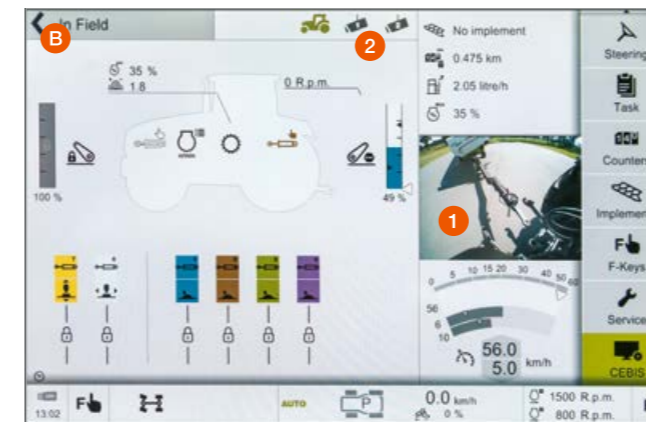 B
In Field
2
No implement
0.475 km
2.05 litre/h
35 %
35 %
1.8
0 R.p.m.
100 %
49 %
1
0 5 10 15 20 30 40 50 60
56
6
10
56.0
5.0 km/h
Steering
Task
Counters
Implement
F-Keys
Service
CEBIS
13:02
F
AUTO
P
0.0 km/h
0 %
1500 R.p.m.
800 R.p.m.